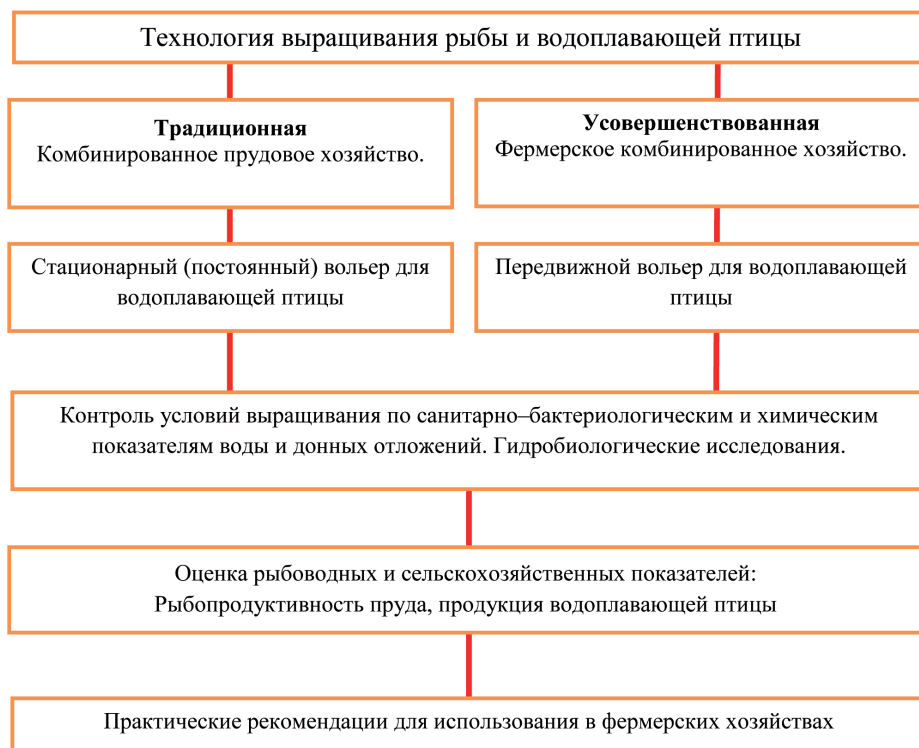 Технология выращивания рыбы и водоплавающей птицы
Традиционная
Комбинированное прудовое хозяйство.
Усовершенствованная
Фермерское комбинированное хозяйство.
Стационарный (постоянный) вольер для
водоплавающей птицы
Передвижной вольер для водоплавающей
птицы
Контроль условий выращивания по санитарно–бактериологическим и химическим
показателям воды и донных отложений. Гидробиологические исследования.
Оценка рыбоводных и сельскохозяйственных показателей:
Рыбопродуктивность пруда, продукция водоплавающей птицы
Практические рекомендации для использования в фермерских хозяйствах